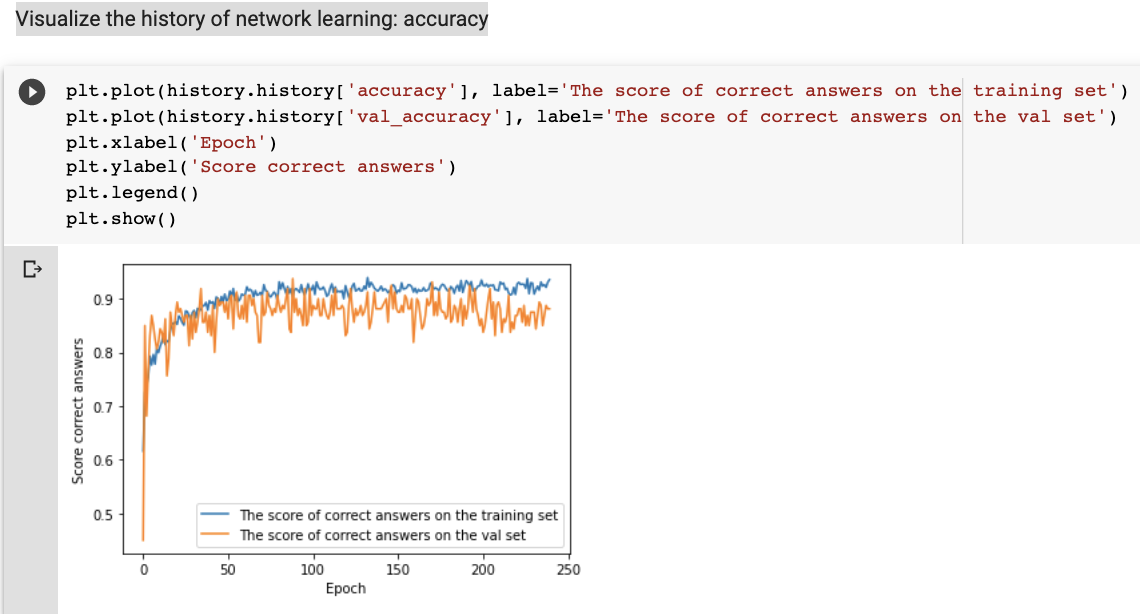 Visualize the history of network learning: accuracy
plt.plot(history.history['accuracy'], label='The score of correct answers on the training set')
plt.plot(history.history['val_accuracy'], label='The score of correct answers on the val set')
plt.xlabel('Epoch')
plt.ylabel('Score correct answers')
plt.legend()
plt.show()
0.9
0.8
0.7
0.6
0.5
Score correct answers
The score of correct answers on the training set
The score of correct answers on the val set
0 50 100 150 200 250
Epoch